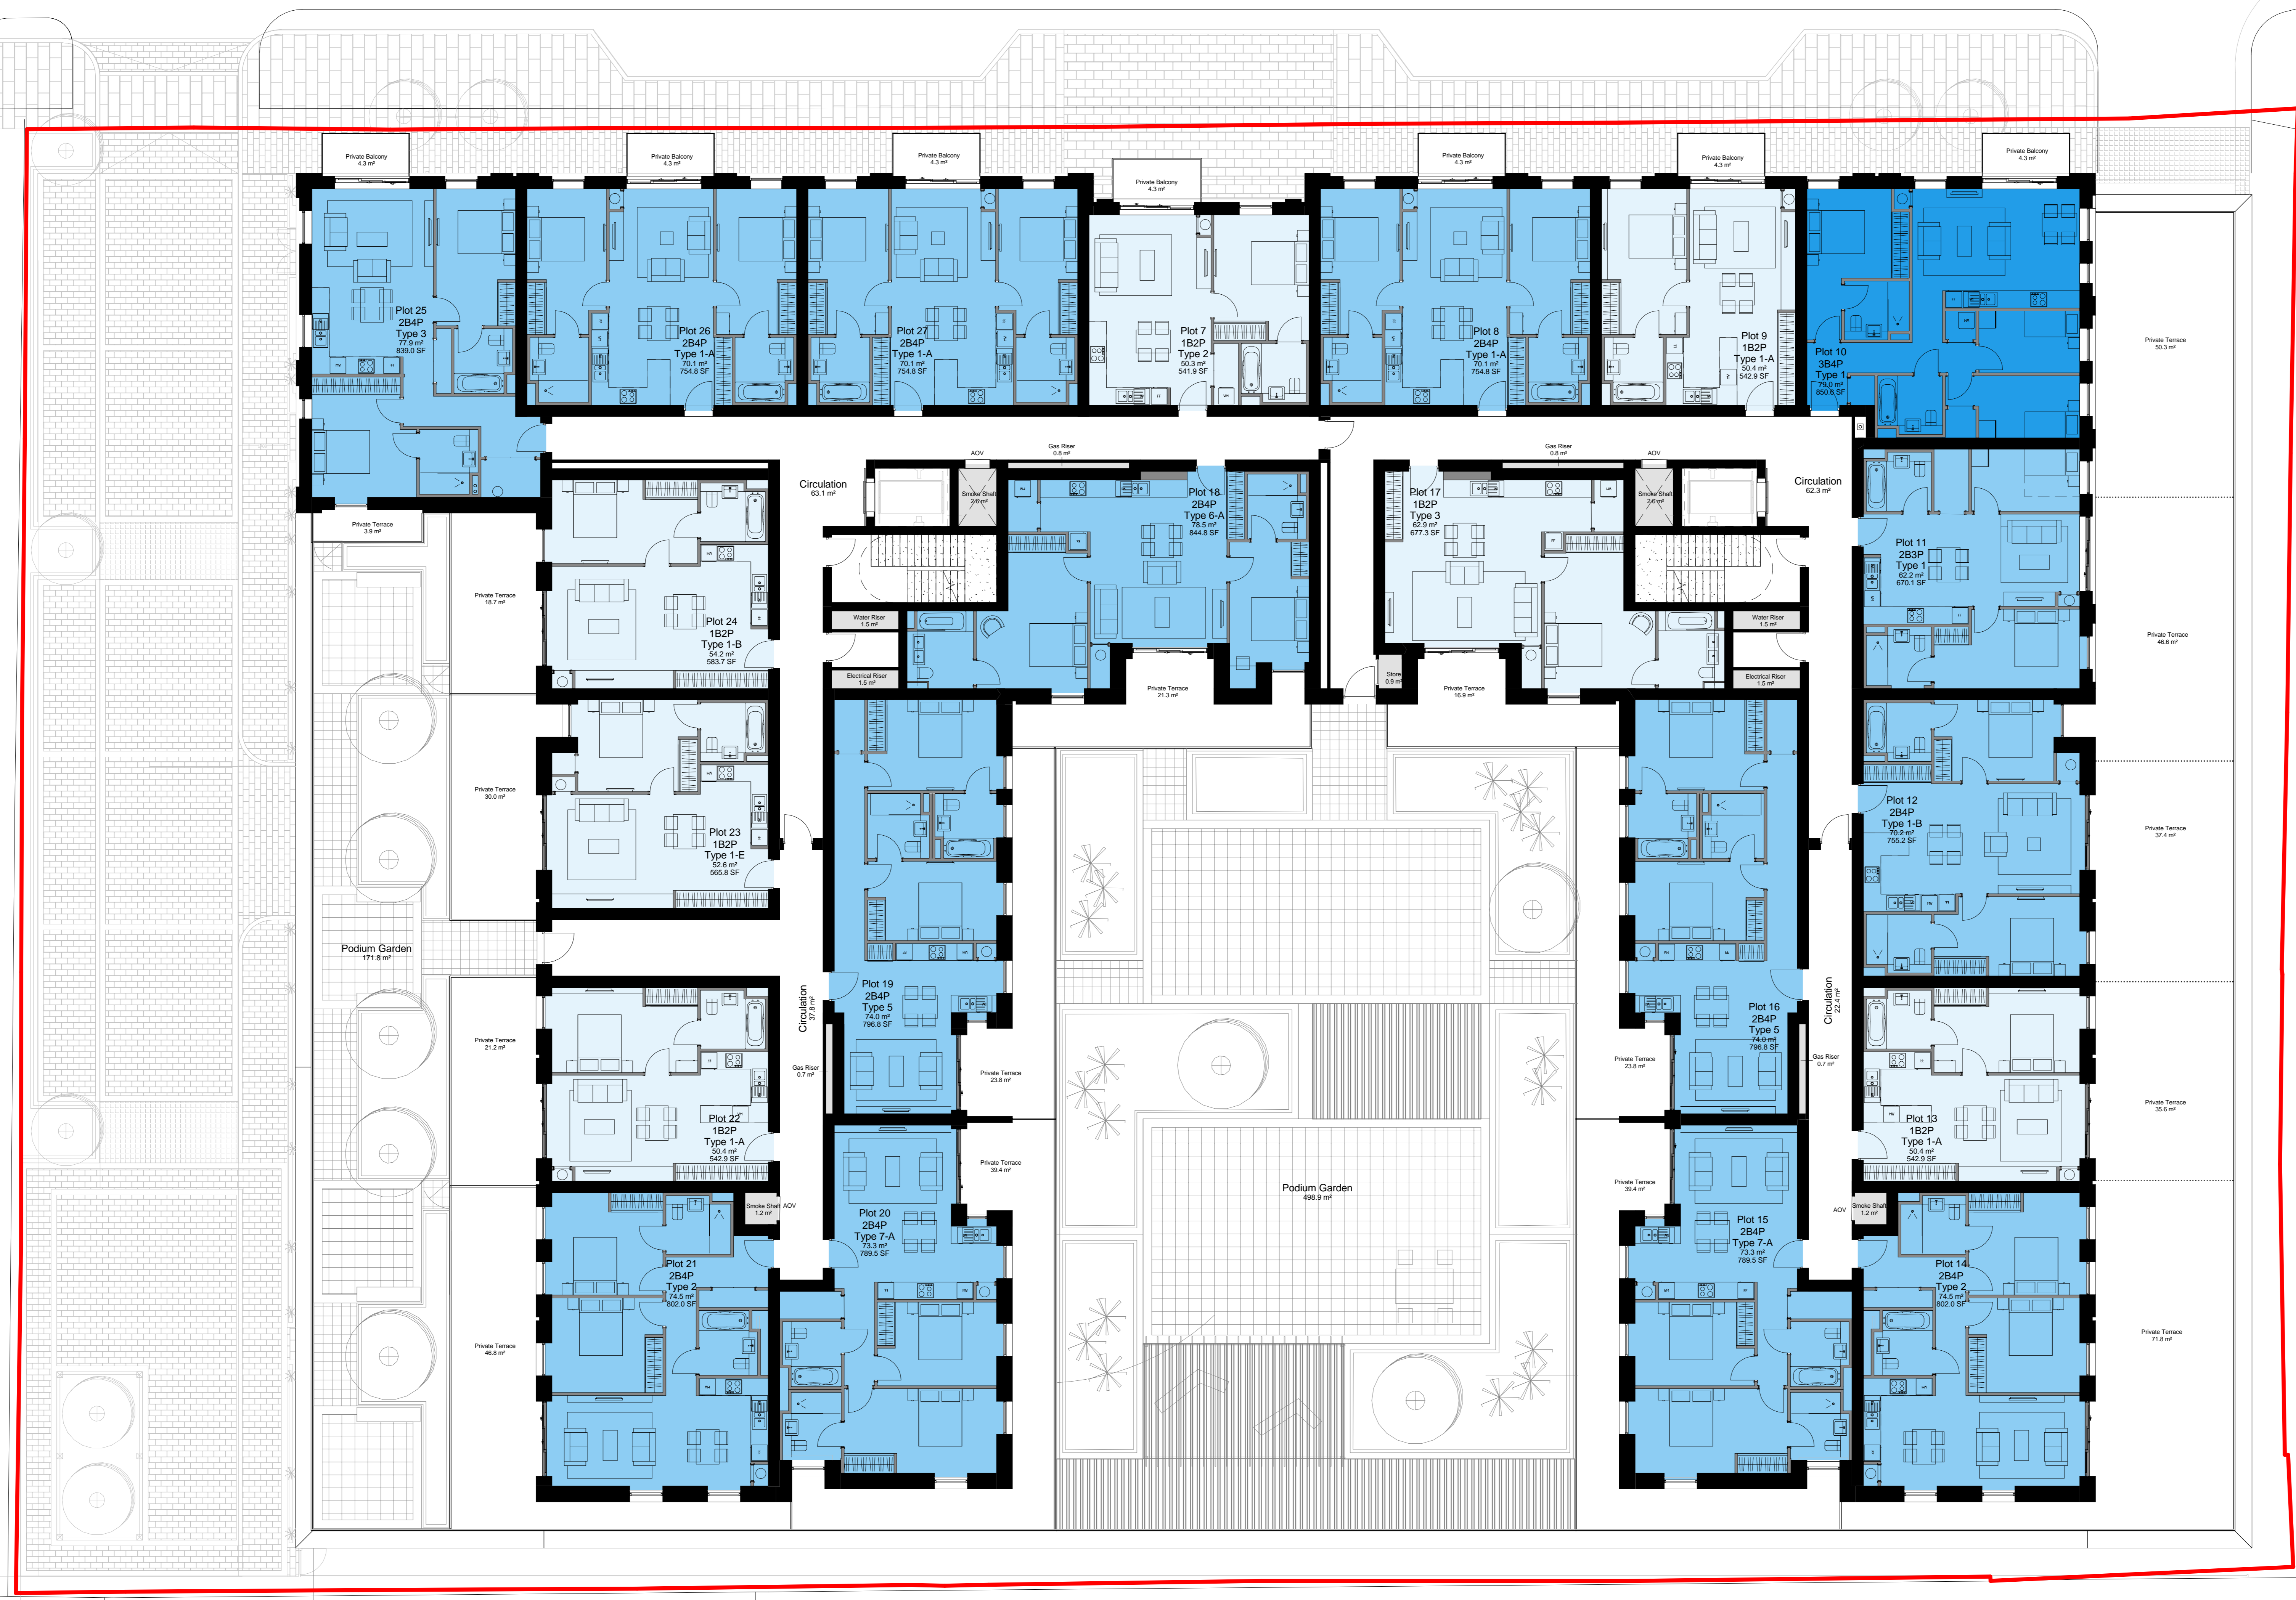 Private Balcony
4.3 m²
Private Balcony
4.3 m²
Private Balcony
4.3 m²
Private Balcony
4.3 m²
Private Balcony
4.3 m²
Private Balcony
4.3 m²
Private Balcony
4.3 m²
Plot 25
2B4P
Type 3
77.9 m²
839.0 SF
Plot 26
2B4P
Type 1-A
70.1 m²
754.8 SF
Plot 27
2B4P
Type 1-A
70.1 m²
754.8 SF
Plot 7
1B2P
Type 2
50.3 m²
541.9 SF
Plot 8
2B4P
Type 1-A
70.1 m²
754.8 SF
Plot 9
1B2P
Type 1-A
50.4 m²
542.9 SF
Plot 10
3B4P
Type 1
79.0 m²
850.6 SF
Private Terrace
50.3 m²
Gas Riser
0.8 m²
AOV
Gas Riser
0.8 m²
AOV
Circulation
63.1 m²
Smoke Shaft
2.6 m²
Plot 18
2B4P
Type 6-A
78.5 m²
844.8 SF
Plot 17
1B2P
Type 3
62.9 m²
677.3 SF
Smoke Shaft
2.6 m²
Circulation
62.3 m²
Private Terrace
3.9 m²
Plot 11
2B3P
Type 1
62.2 m²
670.1 SF
Private Terrace
18.7 m²
Plot 24
1B2P
Type 1-B
54.2 m²
583.7 SF
Water Riser
1.5 m²
Water Riser
1.5 m²
Private Terrace
46.6 m²
Electrical Riser
1.5 m²
Store
0.9 m²
Electrical Riser
1.5 m²
Private Terrace
21.3 m²
Private Terrace
16.9 m²
Private Terrace
30.0 m²
Plot 23
1B2P
Type 1-E
52.6 m²
565.8 SF
Plot 12
2B4P
Type 1-B
70.2 m²
755.2 SF
Private Terrace
37.4 m²
Podium Garden
171.8 m²
Circulation
37.8 m²
Plot 19
2B4P
Type 5
74.0 m²
796.8 SF
Plot 16
2B4P
Type 5
74.0 m²
796.8 SF
Circulation
22.4 m²
Private Terrace
21.2 m²
Gas Riser
0.7 m²
Private Terrace
23.8 m²
Private Terrace
23.8 m²
Gas Riser
0.7 m²
Plot 22
1B2P
Type 1-A
50.4 m²
542.9 SF
Plot 13
1B2P
Type 1-A
50.4 m²
542.9 SF
Private Terrace
35.6 m²
Private Terrace
39.4 m²
Podium Garden
498.9 m²
Private Terrace
39.4 m²
Smoke Shaft
1.2 m²
AOV
Plot 20
2B4P
Type 7-A
73.3 m²
789.5 SF
Plot 15
2B4P
Type 7-A
73.3 m²
789.5 SF
AOV
Smoke Shaft
1.2 m²
Plot 21
2B4P
Type 2
74.5 m²
802.0 SF
Plot 14
2B4P
Type 2
74.5 m²
802.0 SF
Private Terrace
46.8 m²
Private Terrace
71.8 m²